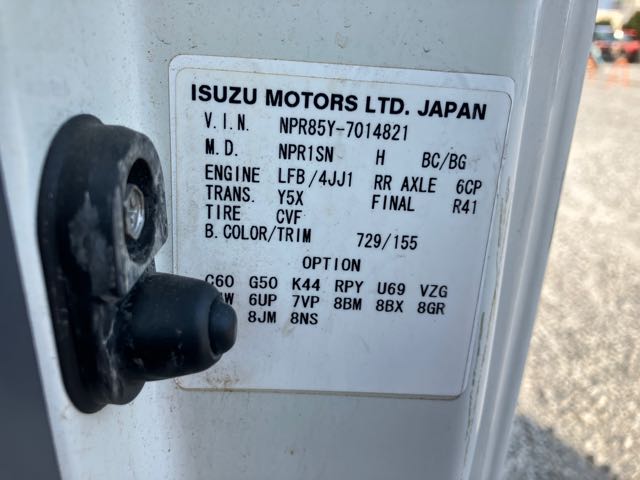 ISUZU MOTORS LTD. JAPAN
V.I.N. NPR85Y-7014821
M.D. NPR1SN H BC/BG
ENGINE LFB/4JJ1 RR AXLE 6CP
TRANS. Y5X FINAL R41
TIRE CVF
B.COLOR/TRIM 729/155
OPTION
C60 G50 K44 RPY U69 VZG
6UP 7VP 8BM 8BX 8GR
8JM 8NS